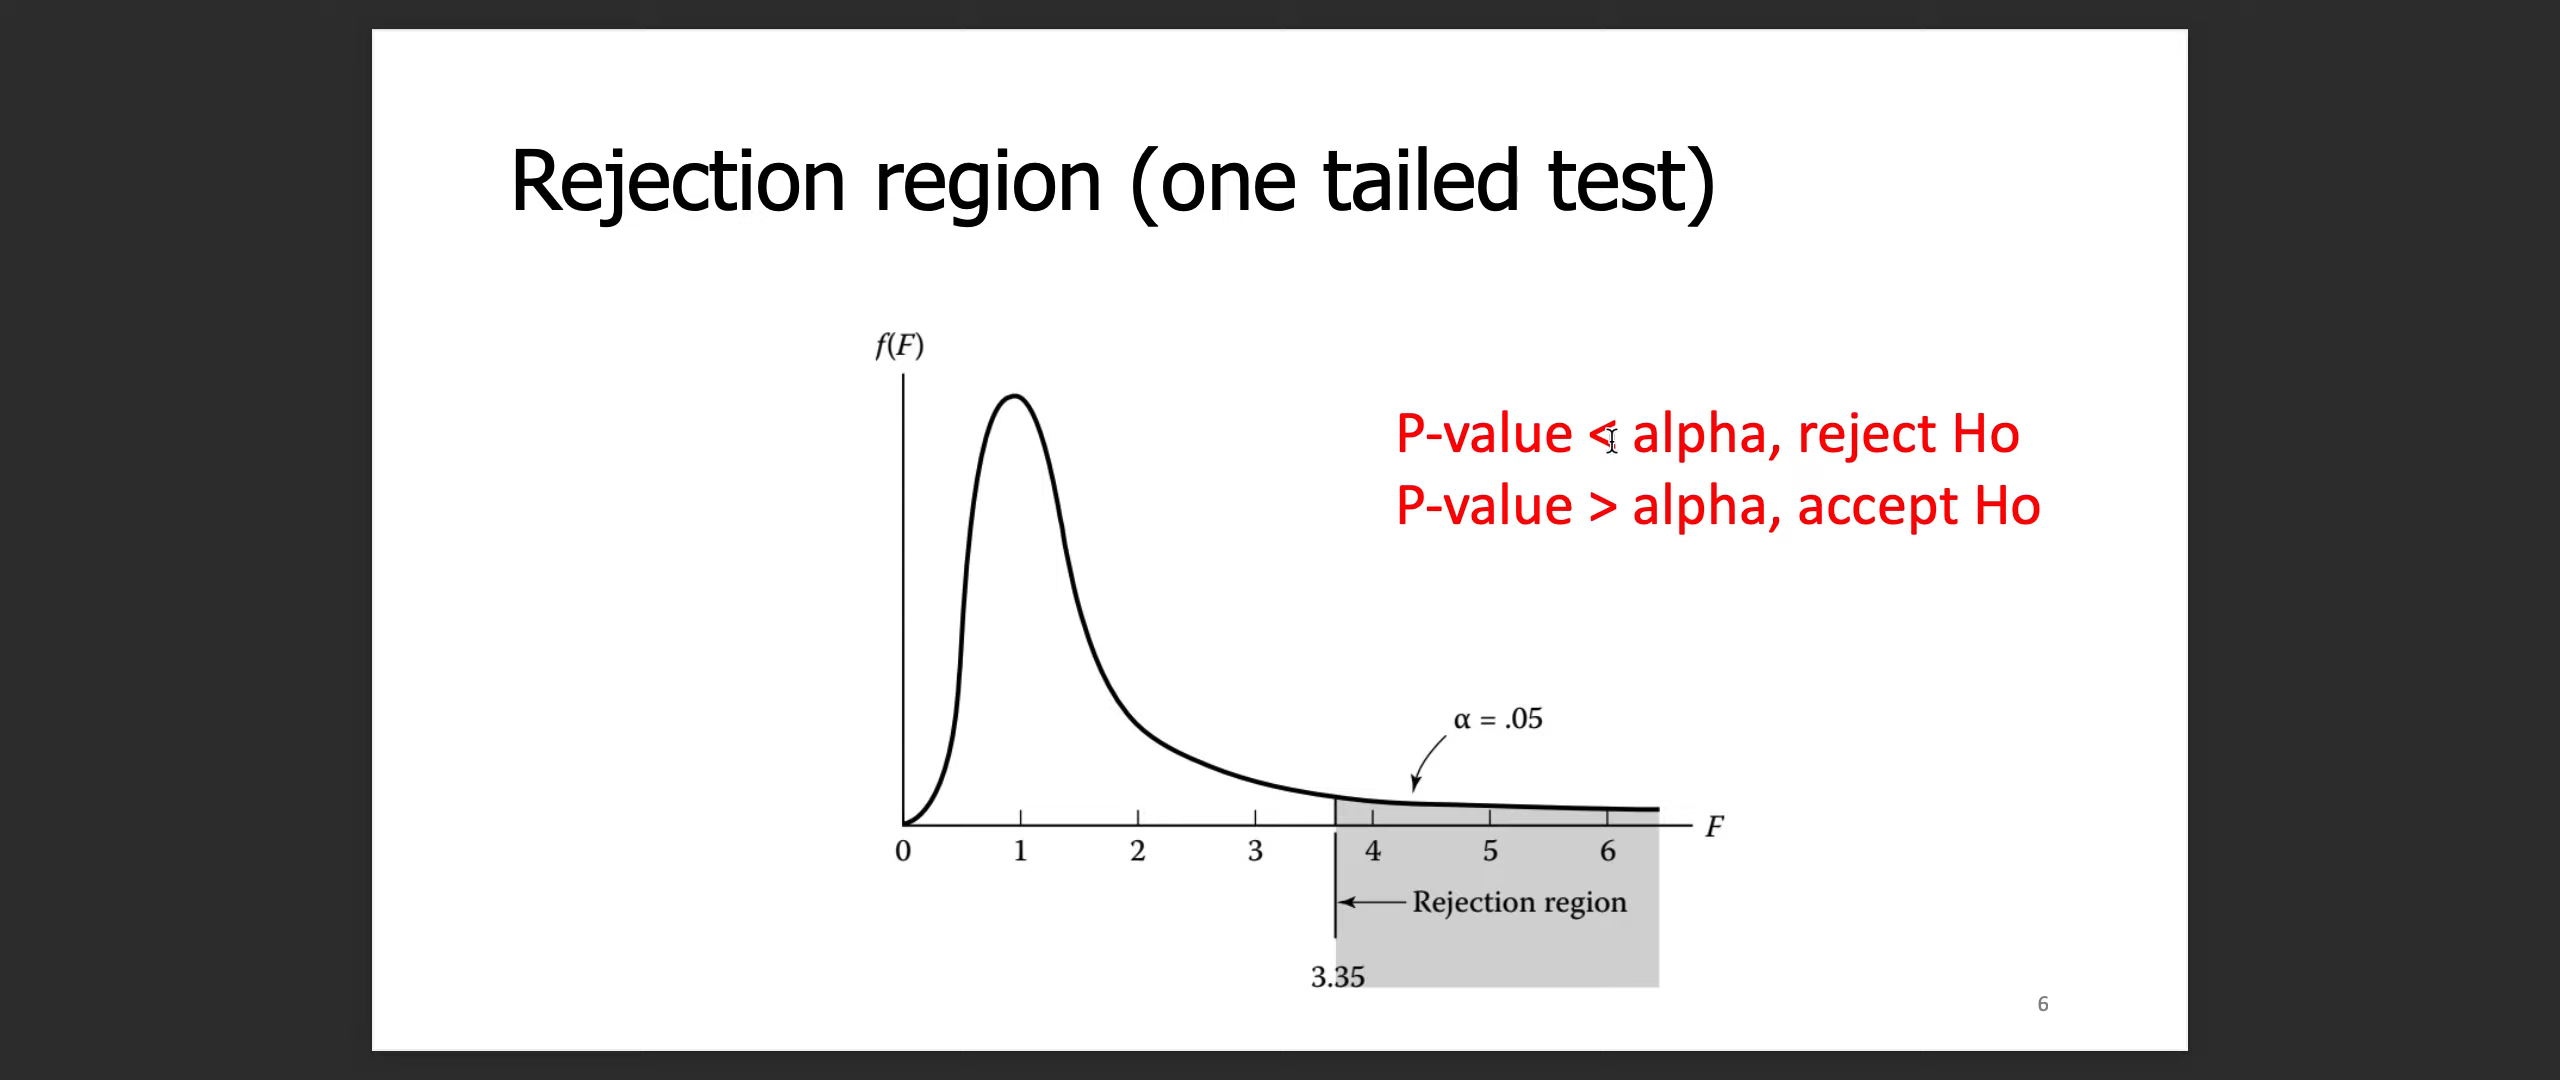 Rejection region (one tailed test)
f(F)
P-value < alpha, reject Ho
P-value > alpha, accept Ho
α = .05
F
0 1 2 3 4 5 6
Rejection region
3.35
6